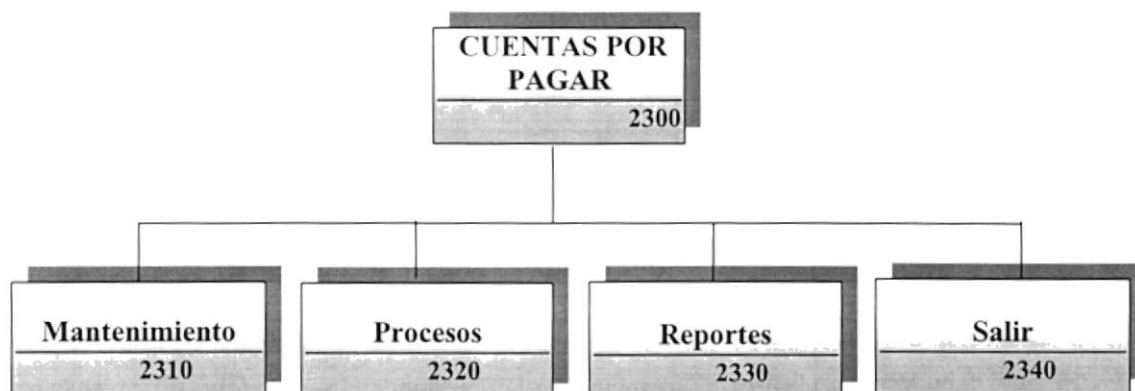 CUENTAS POR
PAGAR
2300
Mantenimiento
2310
Procesos
2320
Reportes
2330
Salir
2340